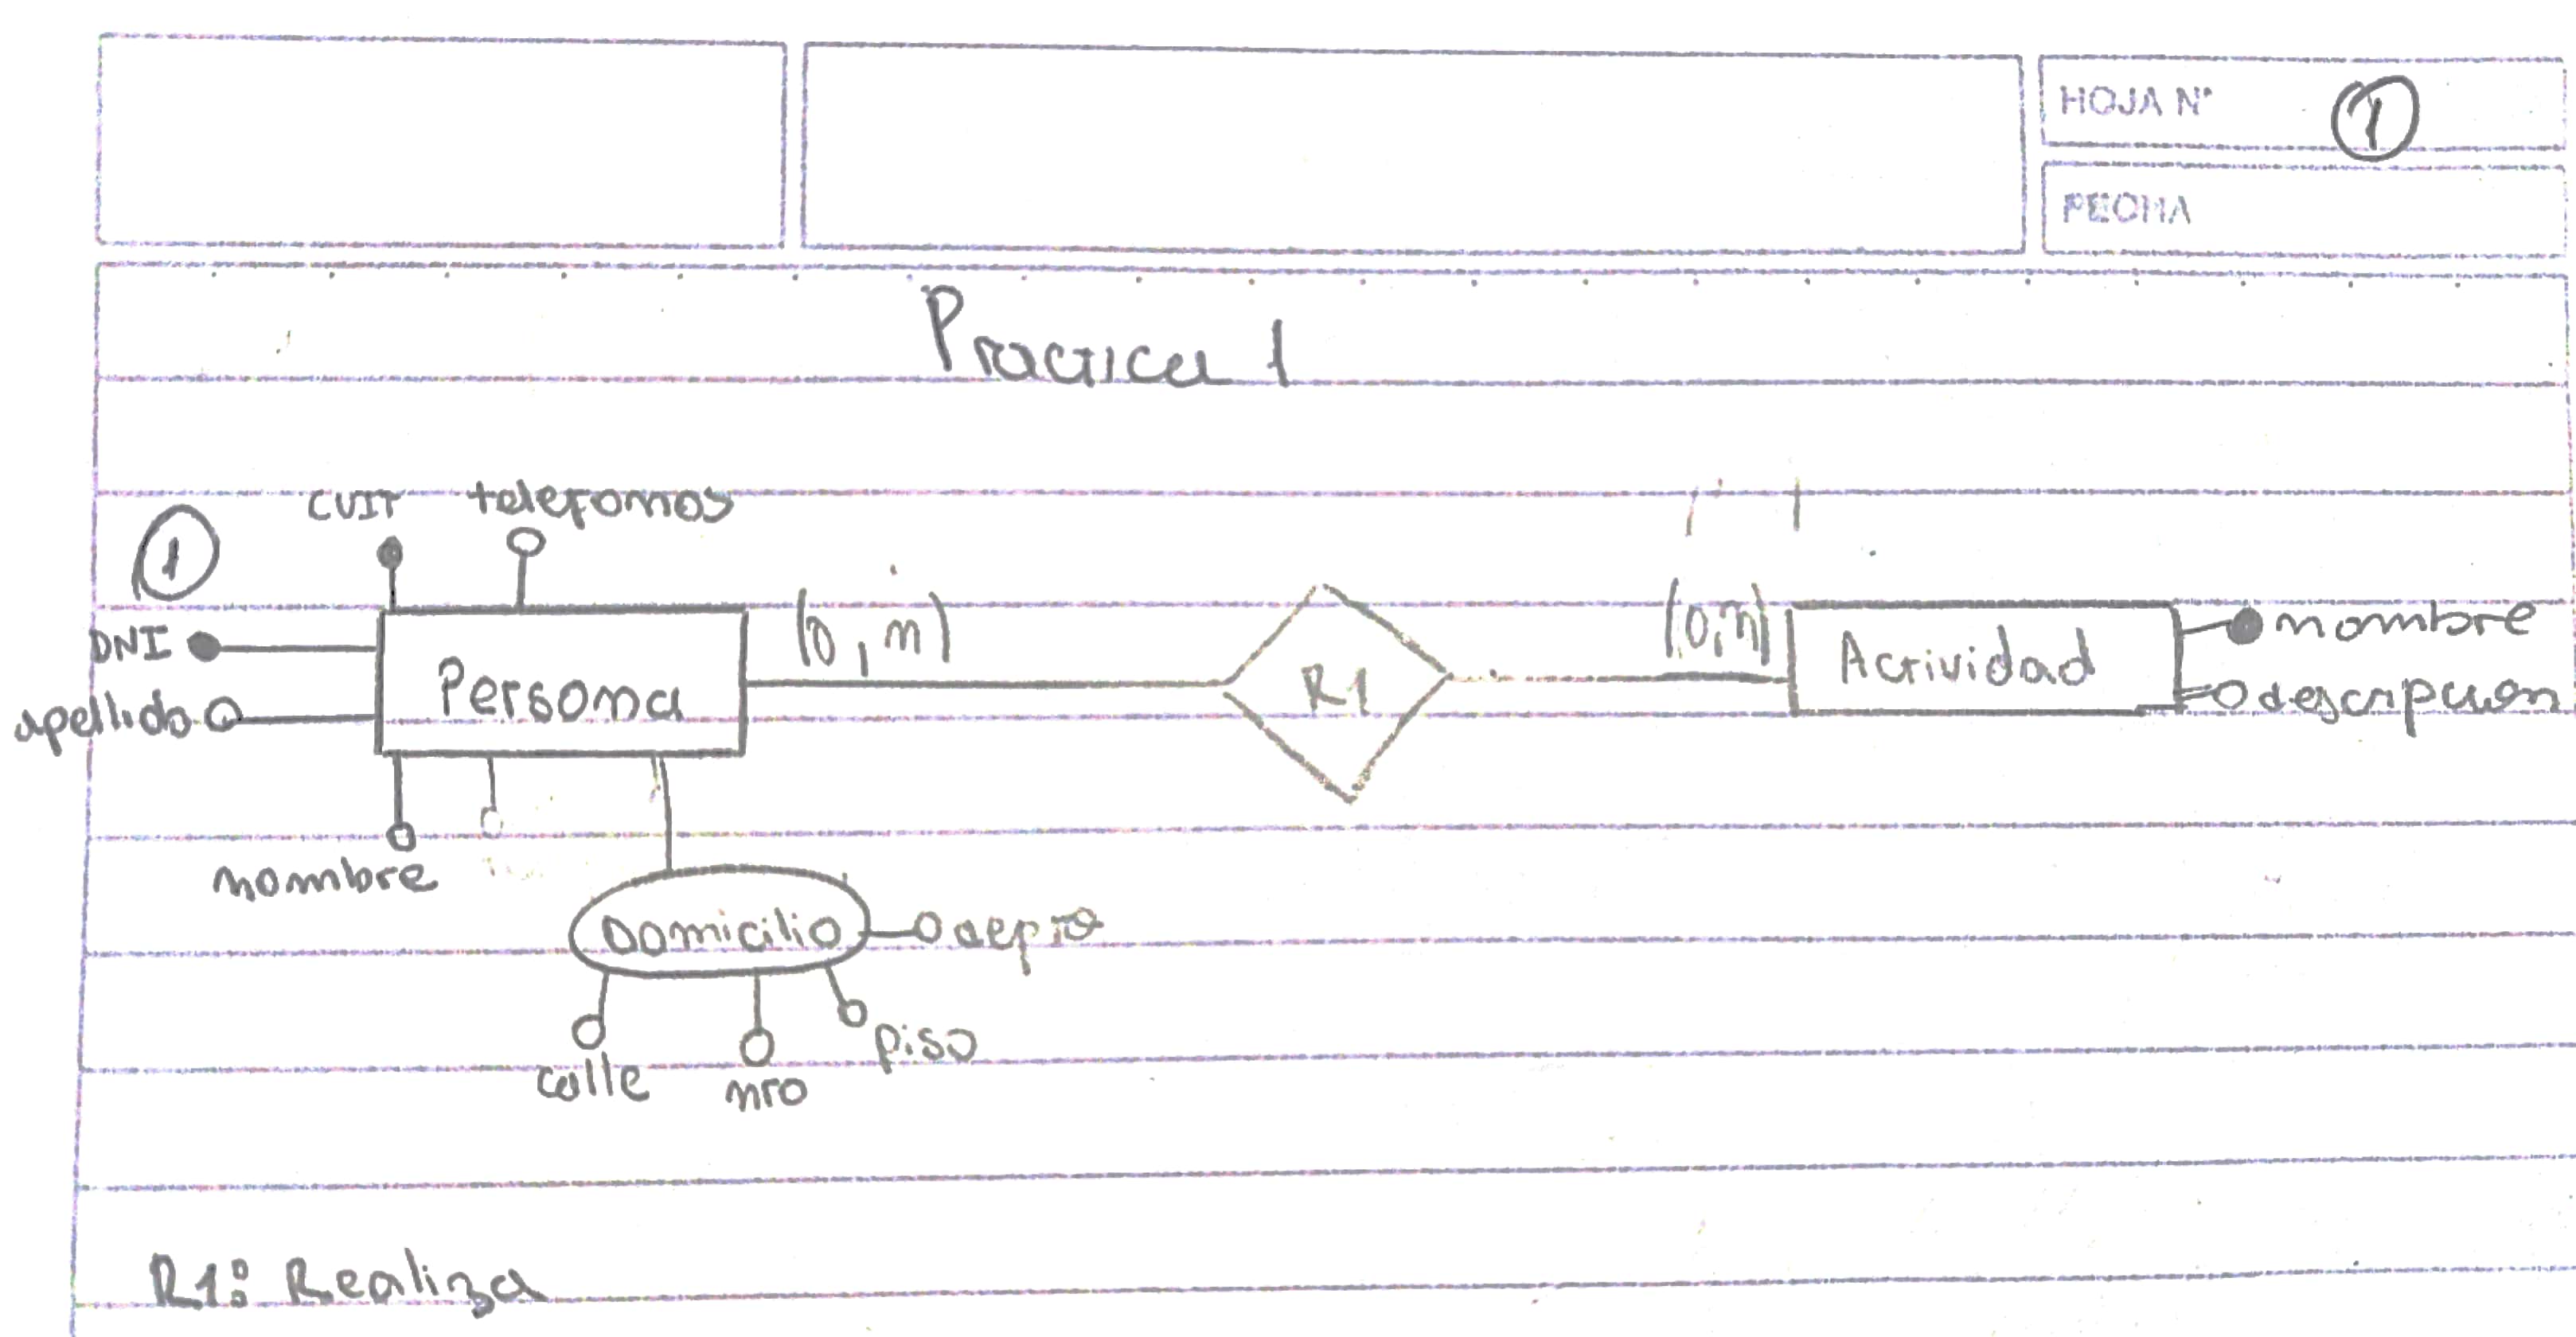 HOJA N° 1
FECHA
Practica 1
1
CUIT telefonos
DNI
apellido
Persona
(0,n)
R1
(0,n)
Actividad
nombre
descripcion
nombre
Domicilio
depto
calle
nro
piso
R1: Realiza